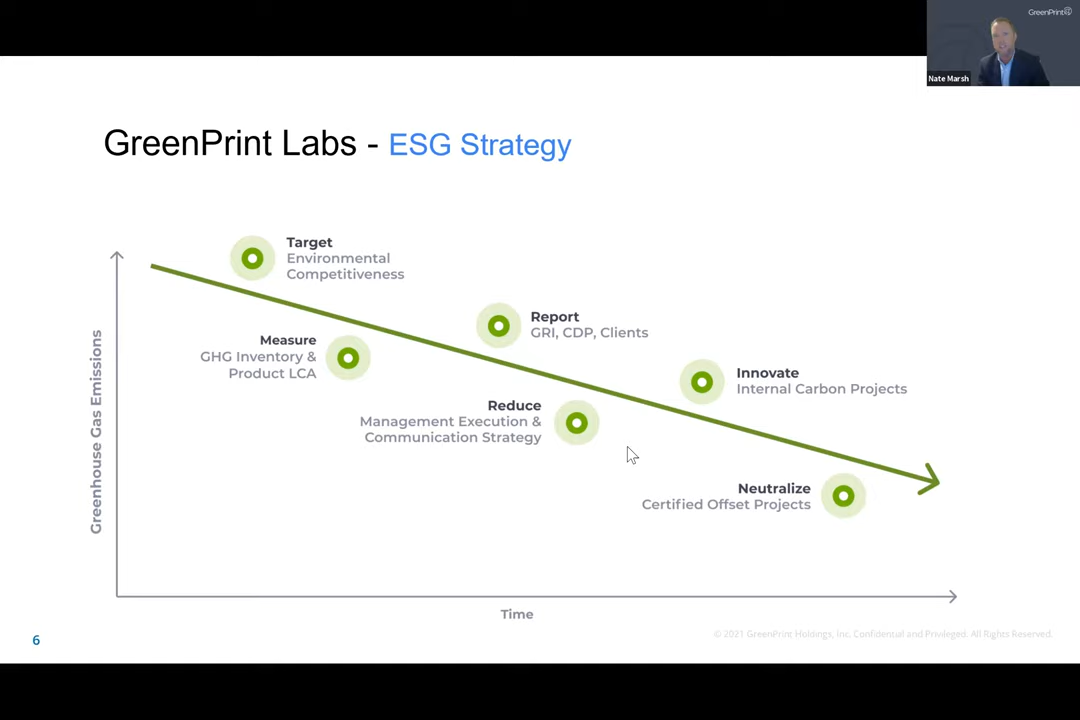 GreenPrint
Nate Marsh
GreenPrint Labs - ESG Strategy
Target
Environmental
Competitiveness
Measure
GHG Inventory &
Product LCA
Report
GRI, CDP, Clients
Reduce
Management Execution &
Communication Strategy
Innovate
Internal Carbon Projects
Neutralize
Certified Offset Projects
Greenhouse Gas Emissions
Time
6
© 2021 GreenPrint Holdings, Inc. Confidential and Privileged. All Rights Reserved.